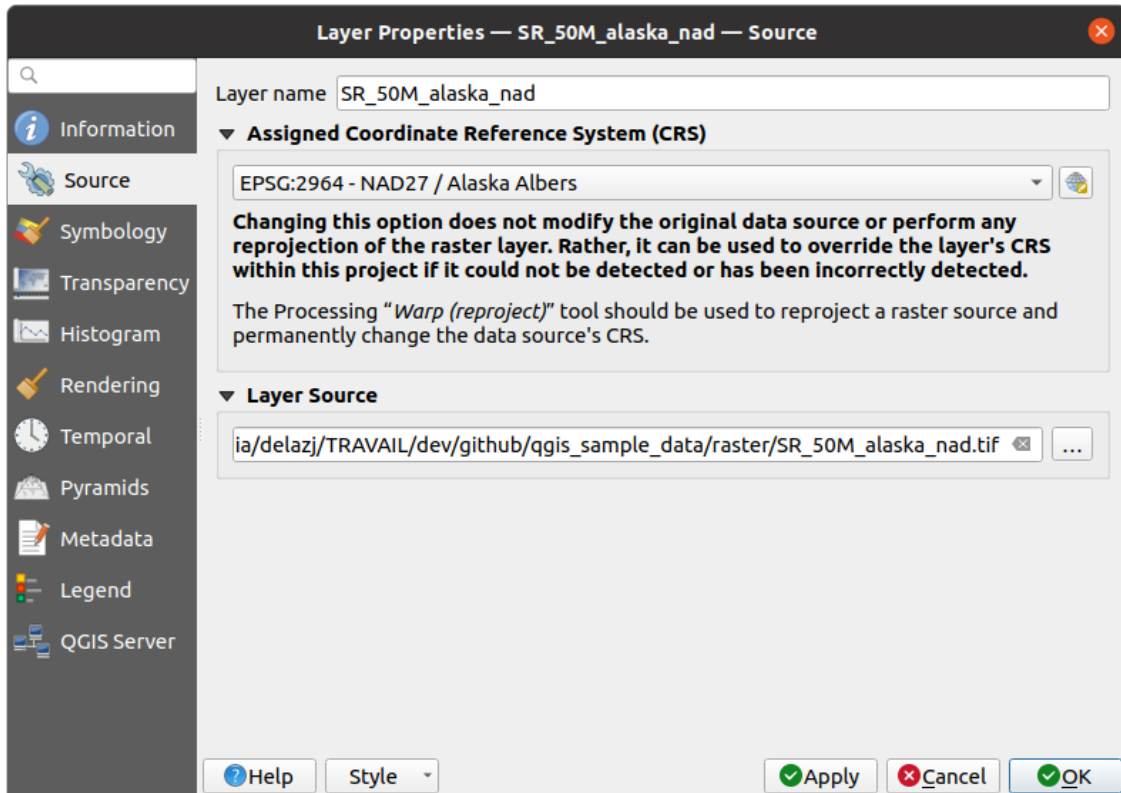 Layer Properties — SR_50M_alaska_nad — Source
Information
Source
Symbology
Transparency
Histogram
Rendering
Temporal
Pyramids
Metadata
Legend
QGIS Server
Layer name SR_50M_alaska_nad
Assigned Coordinate Reference System (CRS)
EPSG:2964 - NAD27 / Alaska Albers
Changing this option does not modify the original data source or perform any
reprojection of the raster layer. Rather, it can be used to override the layer's CRS
within this project if it could not be detected or has been incorrectly detected.
The Processing “Warp (reproject)” tool should be used to reproject a raster source and
permanently change the data source's CRS.
Layer Source
ia/delazj/TRAVAIL/dev/github/qgis_sample_data/raster/SR_50M_alaska_nad.tif ...
Help Style Apply Cancel OK